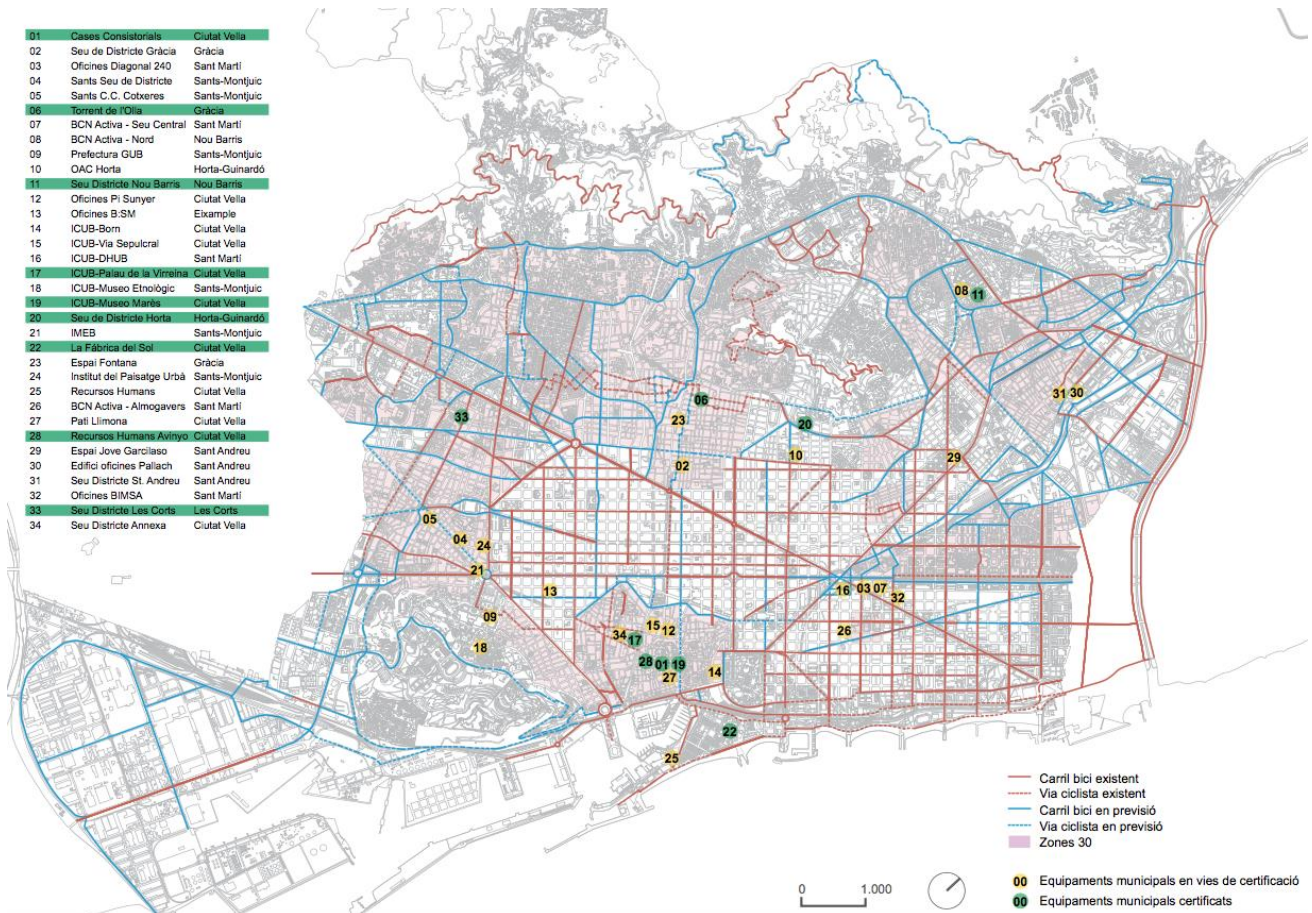 01 Cases Consistorials Ciutat Vella
02 Seu de Districte Gràcia Gràcia
03 Oficines Diagonal 240 Sant Martí
04 Sants Seu de Districte Sants-Montjuic
05 Sants C.C. Cotxeres Sants-Montjuic
06 Torrent de l'Olla Gràcia
07 BCN Activa - Seu Central Sant Martí
08 BCN Activa - Nord Nou Barris
09 Prefectura GUB Sants-Montjuic
10 OAC Horta Horta-Guinardó
11 Seu Districte Nou Barris Nou Barris
12 Oficines Pi Sunyer Ciutat Vella
13 Oficines B:SM Eixample
14 ICUB-Born Ciutat Vella
15 ICUB-Via Sepulcral Ciutat Vella
16 ICUB-DHUB Sant Martí
17 ICUB-Palau de la Virreina Ciutat Vella
18 ICUB-Museo Etnològic Sants-Montjuic
19 ICUB-Museo Marès Ciutat Vella
20 Seu de Districte Horta Horta-Guinardó
21 IMEB Sants-Montjuic
22 La Fàbrica del Sol Ciutat Vella
23 Espai Fontana Gràcia
24 Institut del Paisatge Urbà Sants-Montjuic
25 Recursos Humans Ciutat Vella
26 BCN Activa - Almogavers Sant Martí
27 Pati Llimona Ciutat Vella
28 Recursos Humans Avinyo Ciutat Vella
29 Espai Jove Garcilaso Sant Andreu
30 Edifici oficines Pallach Sant Andreu
31 Seu Districte St. Andreu Sant Andreu
32 Oficines BIMSA Sant Martí
33 Seu Districte Les Corts Les Corts
34 Seu Districte Annexa Ciutat Vella
08 11
31 30
06
33 23 20
02 10 29
05
04 24
21
13 16 03 07 32
09
34 17 15 12 26
18
28 01 19
27 14
22
25
Carril bici existent
Via ciclista existent
Carril bici en previsió
Via ciclista en previsió
Zones 30
00 Equipaments municipals en vies de certificació
00 Equipaments municipals certificats
0 1.000